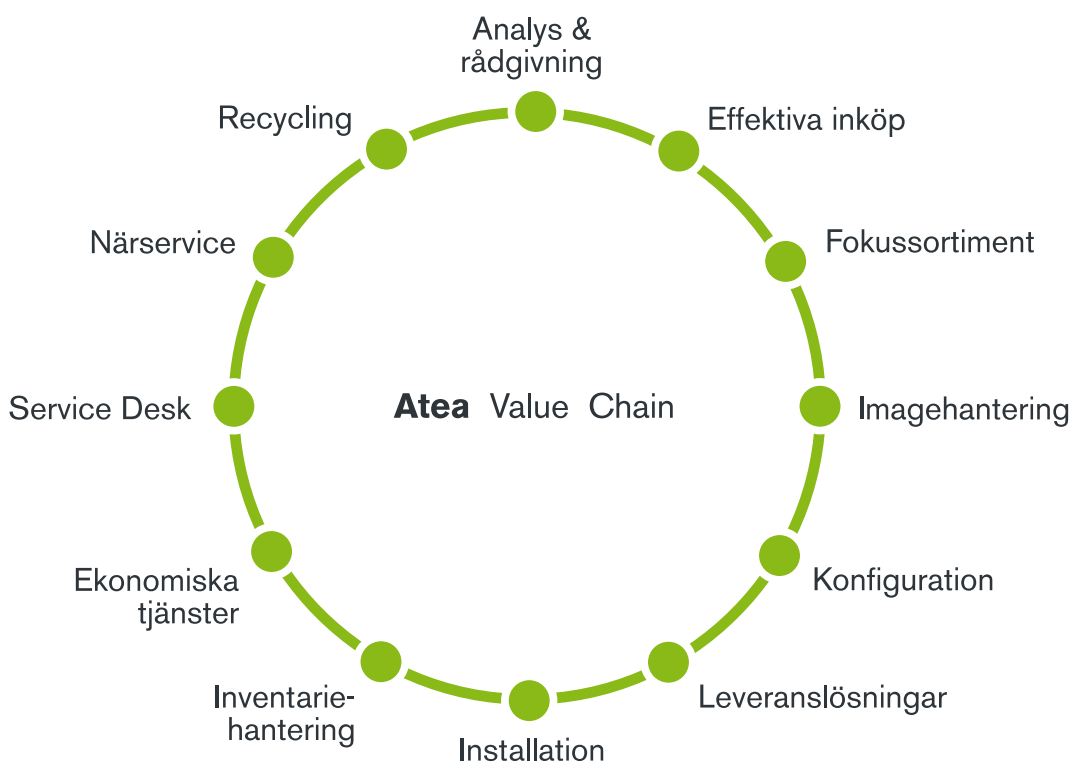 Analys &
rådgivning
Effektiva inköp
Fokussortiment
Imagehantering
Konfiguration
Leveranslösningar
Installation
Inventarie-
hantering
Ekonomiska
tjänster
Service Desk
Närservice
Recycling
Atea Value Chain